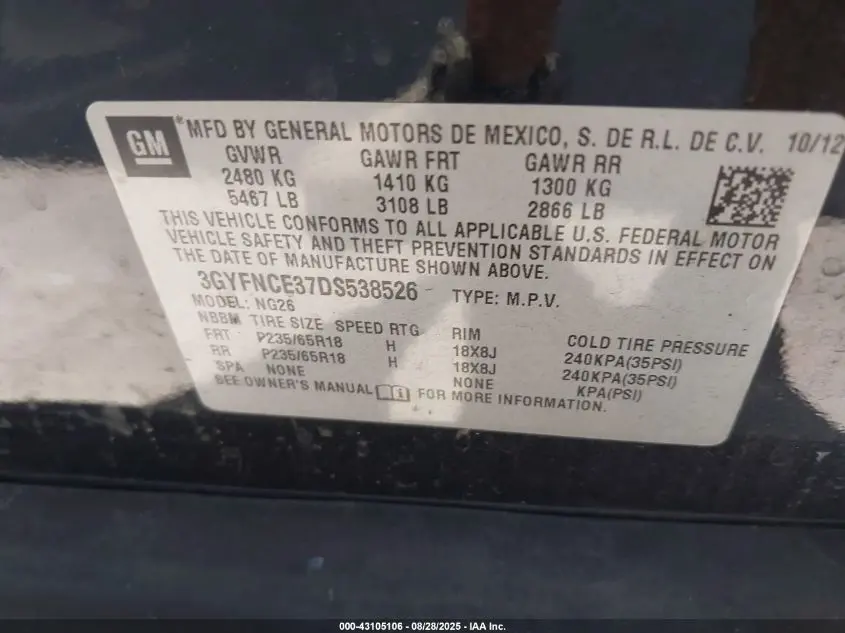 GM
*MFD BY GENERAL MOTORS DE MEXICO, S. DE R.L. DE C.V. 10/12
GVWR GAWR FRT GAWR RR
2480 KG 1410 KG 1300 KG
5467 LB 3108 LB 2866 LB
THIS VEHICLE CONFORMS TO ALL APPLICABLE U.S. FEDERAL MOTOR
VEHICLE SAFETY AND THEFT PREVENTION STANDARDS IN EFFECT ON
THE DATE OF MANUFACTURE SHOWN ABOVE.
3GYFNCE37DS538526 TYPE: M.P.V.
MODEL: NG26
NBBM TIRE SIZE SPEED RTG RIM COLD TIRE PRESSURE
FRT P235/65R18 H 18X8J 240KPA(35PSI)
RR P235/65R18 H 18X8J 240KPA(35PSI)
SPA NONE NONE KPA(PSI)
SEE OWNER'S MANUAL FOR MORE INFORMATION.
000-43105106 - 08/28/2025 - IAA Inc.